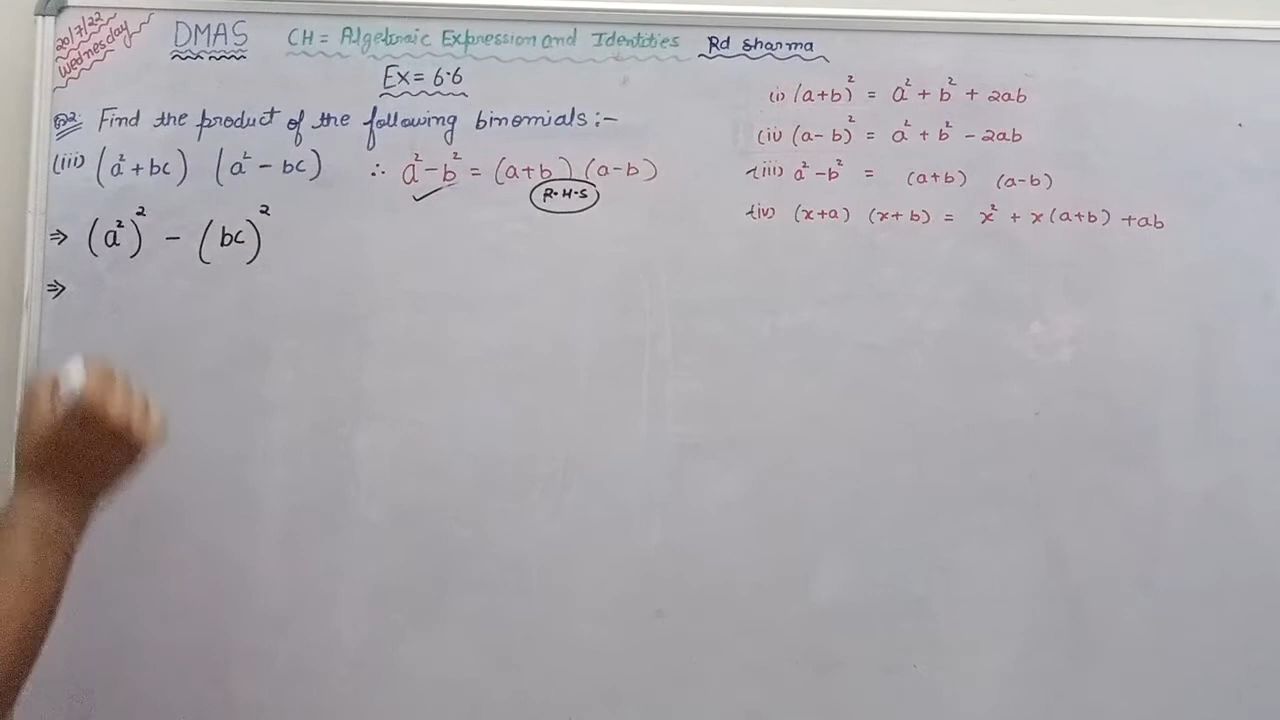 20/7/22
Wednesday
DMAS CH = Algebraic Expression and Identities Rd Sharma
Ex = 6.6
Q2 Find the product of the following binomials :-
(iii) (a² + bc) (a² - bc) ∴ a² - b² = (a+b) (a-b)
R.H.S
⇒ (a²)² - (bc)²
⇒
(i) (a+b)² = a² + b² + 2ab
(ii) (a-b)² = a² + b² - 2ab
(iii) a² - b² = (a+b) (a-b)
(iv) (x+a) (x+b) = x² + x(a+b) + ab